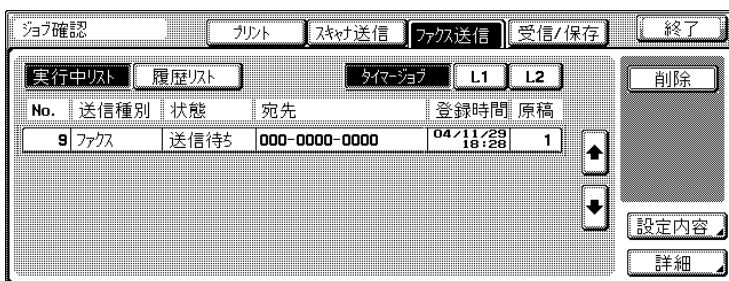 ジョブ確認 プリント スキャナ送信 ファクス送信 受信/保存 終了
実行中リスト 履歴リスト タイマージョブ L1 L2 削除
No. 送信種別 状態 宛先 登録時間 原稿
9 ファクス 送信待ち 000-0000-0000 04/11/29 18:28 1
設定内容
詳細